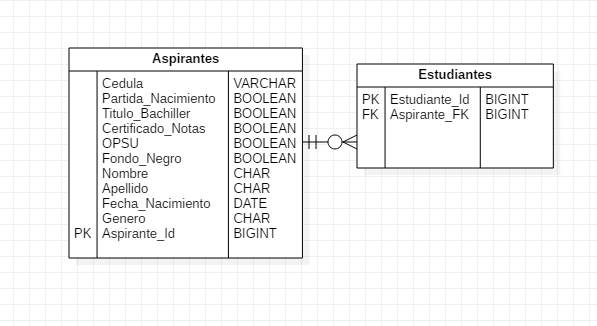 Aspirantes
Cedula VARCHAR
Partida_Nacimiento BOOLEAN
Titulo_Bachiller BOOLEAN
Certificado_Notas BOOLEAN
OPSU BOOLEAN
Fondo_Negro BOOLEAN
Nombre CHAR
Apellido CHAR
Fecha_Nacimiento DATE
Genero CHAR
PK Aspirante_Id BIGINT
Estudiantes
PK Estudiante_Id BIGINT
FK Aspirante_FK BIGINT